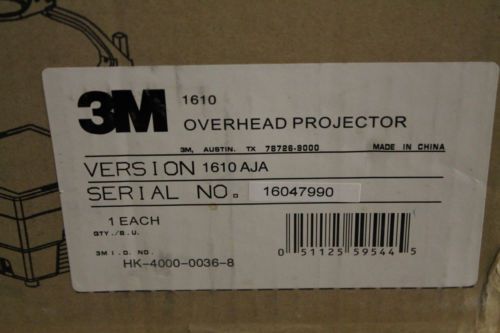 3M 1610
OVERHEAD PROJECTOR
3M, AUSTIN, TX 78726-9000 MADE IN CHINA
VERSION 1610 AJA
SERIAL NO. 16047990
1 EACH
QTY./S.U.
3M I.D. NO.
HK-4000-0036-8
0 51125 59544 5